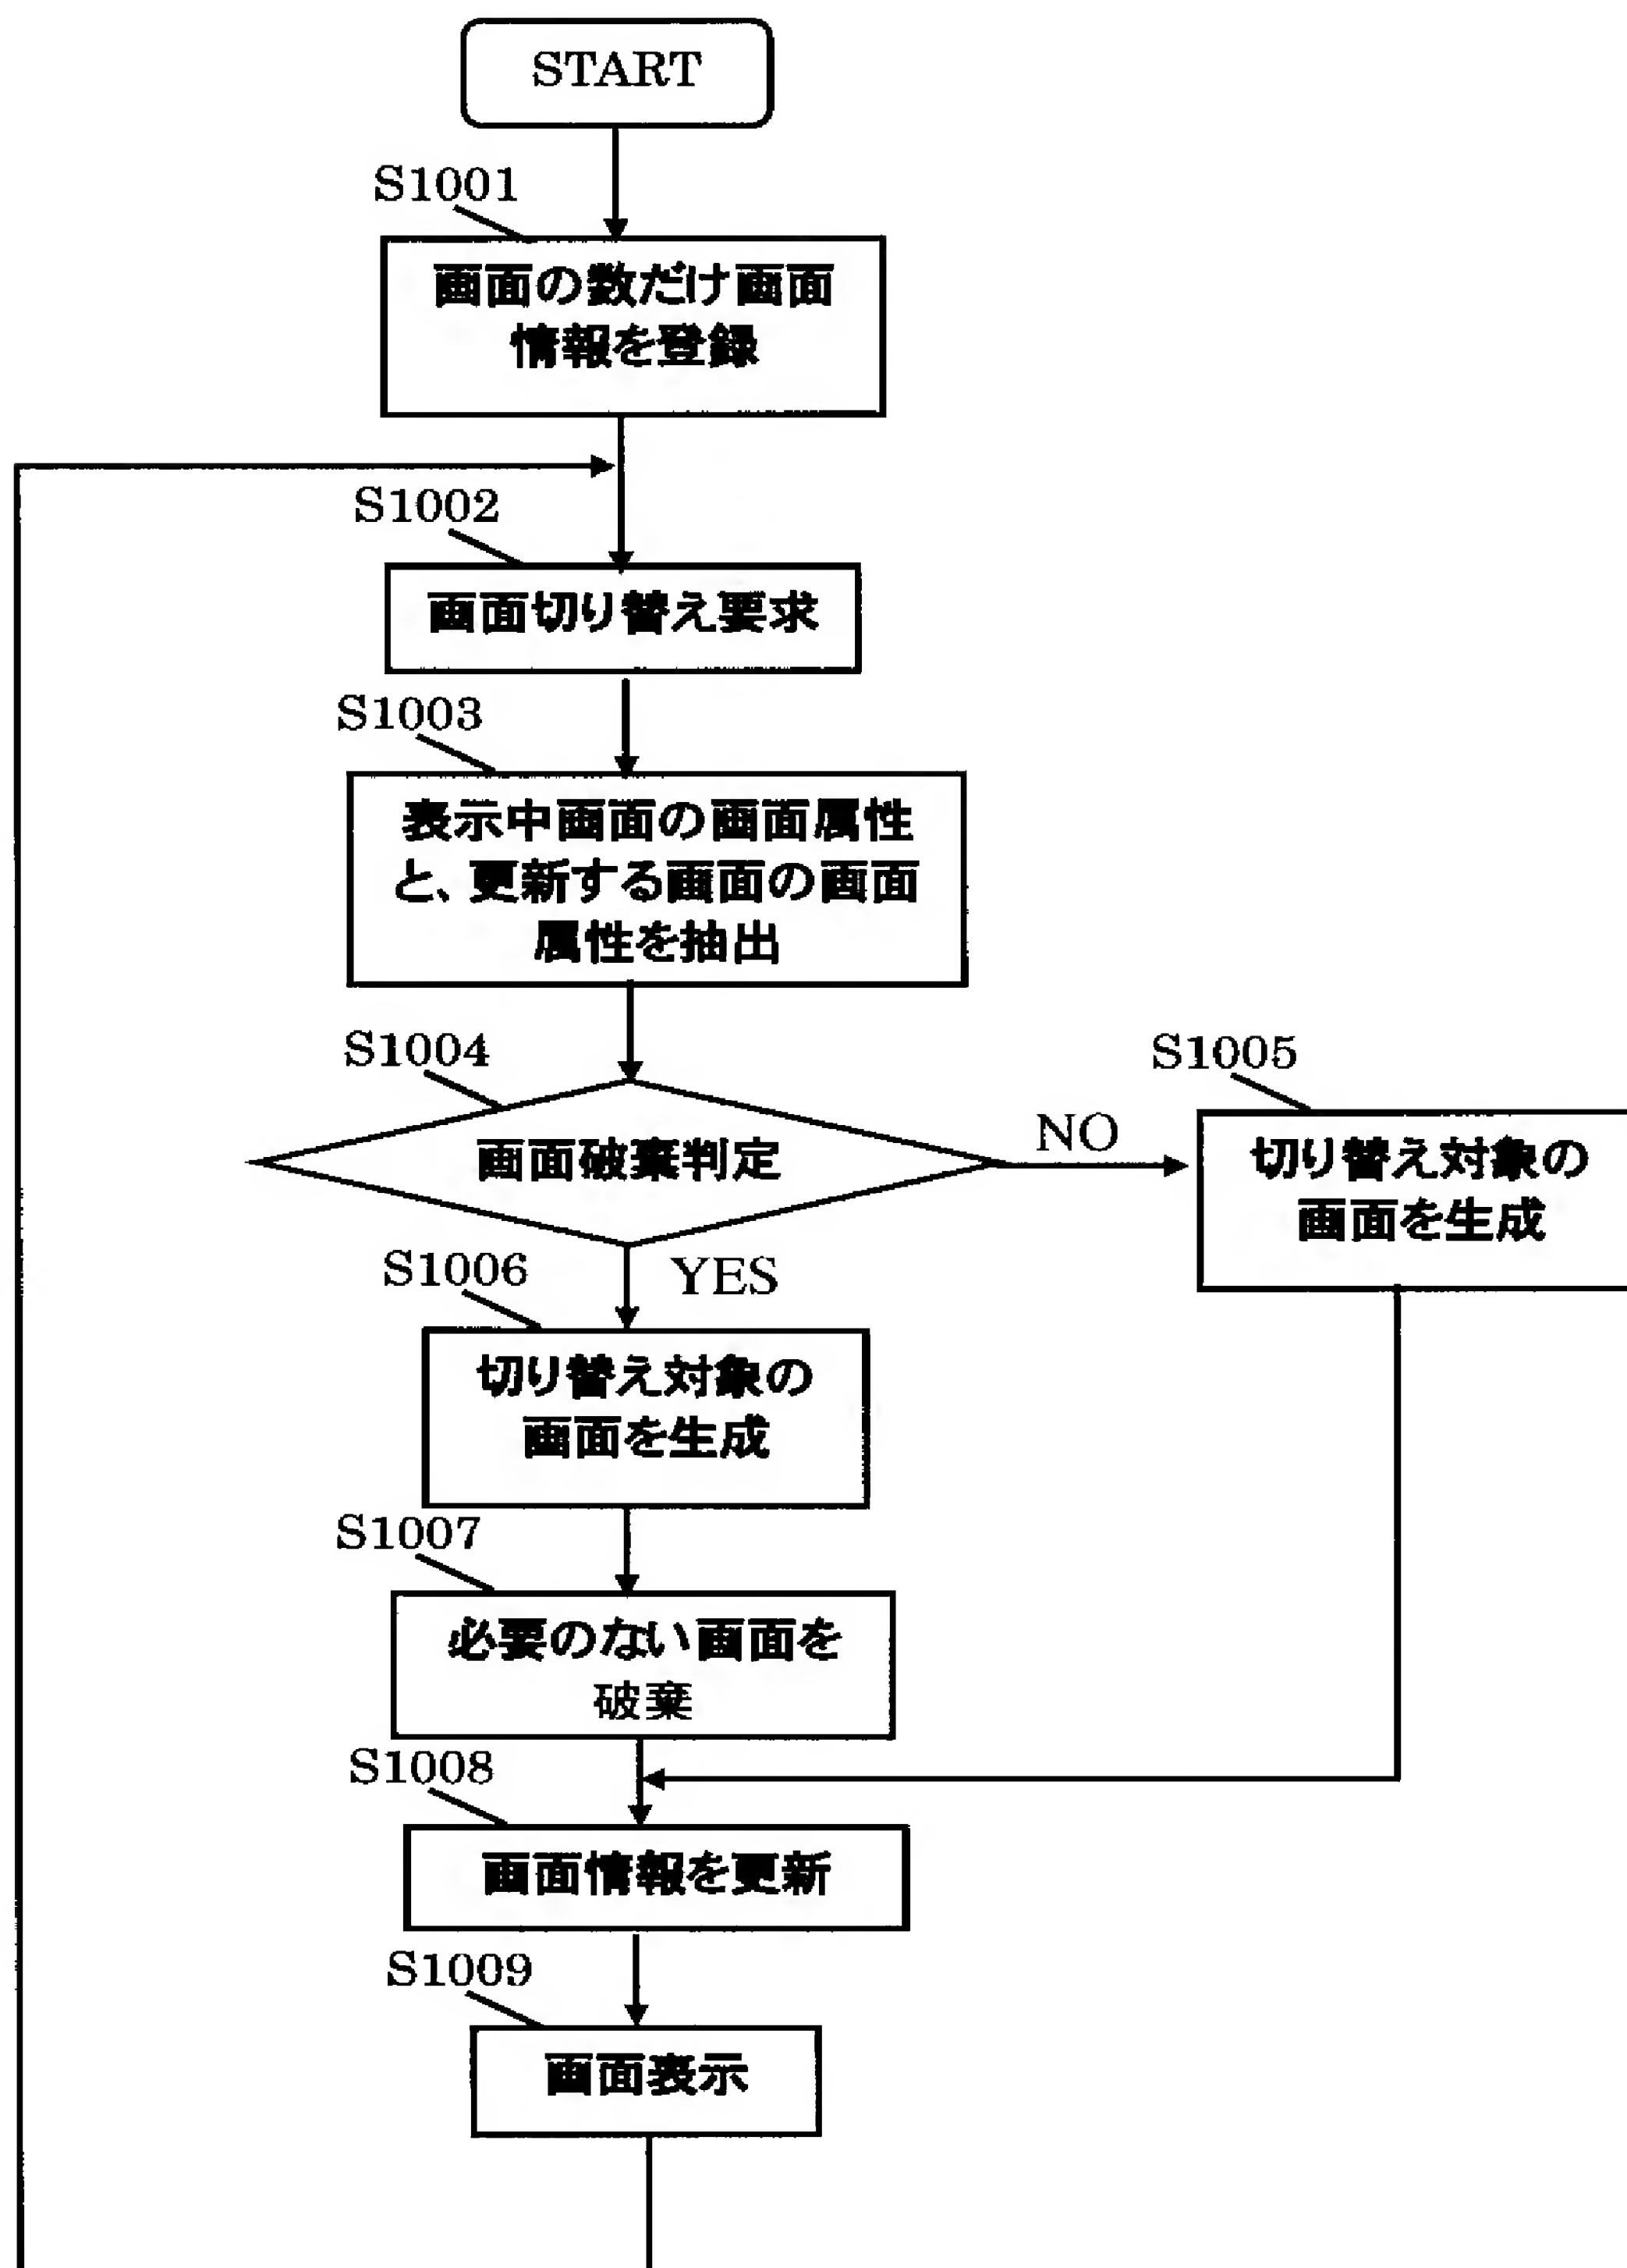 START
S1001
画面の数だけ画面
情報を登録
S1002
画面切り替え要求
S1003
表示中画面の画面属性
と、更新する画面の画面
属性を抽出
S1004
画面破棄判定
NO
S1005
切り替え対象の
画面を生成
YES
S1006
切り替え対象の
画面を生成
S1007
必要のない画面を
破棄
S1008
画面情報を更新
S1009
画面表示